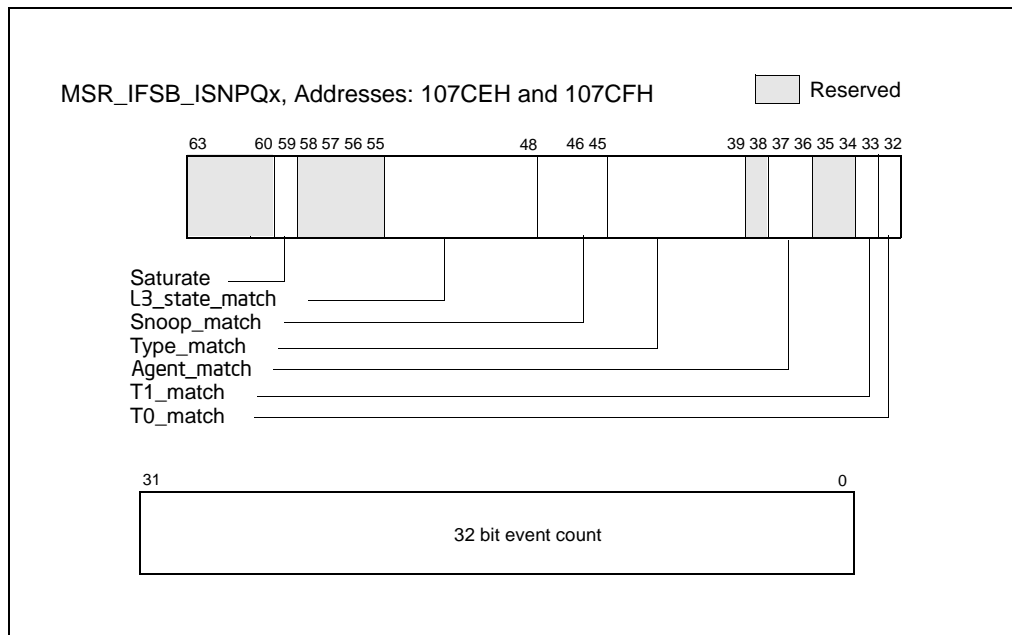 MSR_IFSB_ISNPQx, Addresses: 107CEH and 107CFH
Reserved
63 60 59 58 57 56 55 48 46 45 39 38 37 36 35 34 33 32
Saturate
L3_state_match
Snoop_match
Type_match
Agent_match
T1_match
T0_match
31 0
32 bit event count